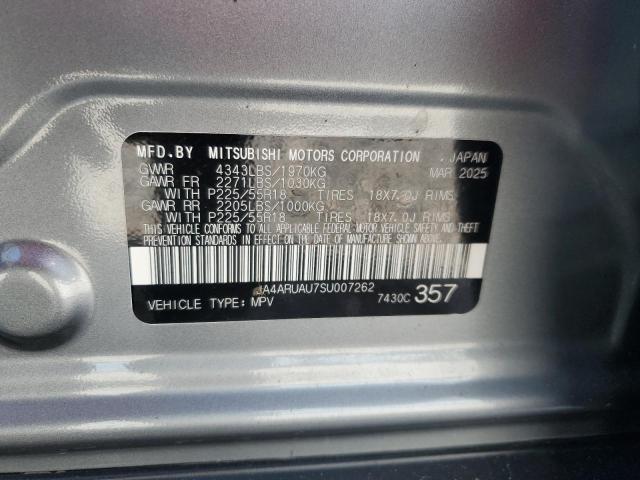 MFD.BY MITSUBISHI MOTORS CORPORATION JAPAN
GVWR 4343LBS/1970KG MAR 2025
GAWR FR 2271LBS/1030KG
WITH P225/55R18 TIRES 18X7.0J RIMS
GAWR RR 2205LBS/1000KG
WITH P225/55R18 TIRES 18X7.0J RIMS
THIS VEHICLE CONFORMS TO ALL APPLICABLE FEDERAL MOTOR VEHICLE SAFETY AND THEFT
PREVENTION STANDARDS IN EFFECT ON THE DATE OF MANUFACTURE SHOWN ABOVE.
JA4ARUAU7SU007262
VEHICLE TYPE: MPV 7430C 357